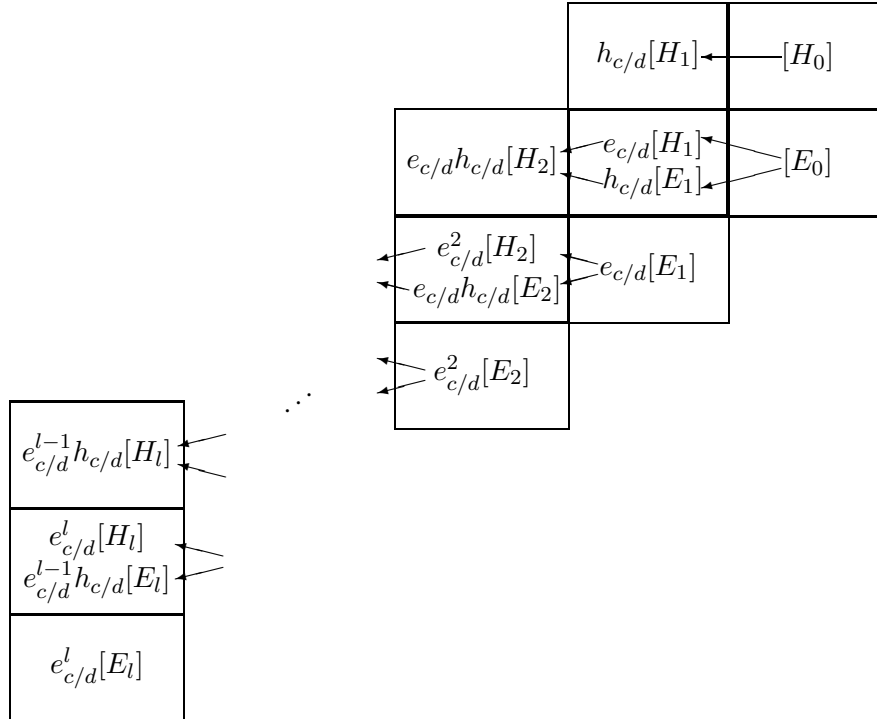 h_{c/d}[H_1] [H_0]
e_{c/d}[H_1]
e_{c/d}h_{c/d}[H_2] [E_0]
h_{c/d}[E_1]
e^2_{c/d}[H_2]
e_{c/d}[E_1]
e_{c/d}h_{c/d}[E_2]
e^2_{c/d}[E_2]
⋰
e^{l-1}_{c/d}h_{c/d}[H_l]
e^l_{c/d}[H_l]
e^{l-1}_{c/d}h_{c/d}[E_l]
e^l_{c/d}[E_l]